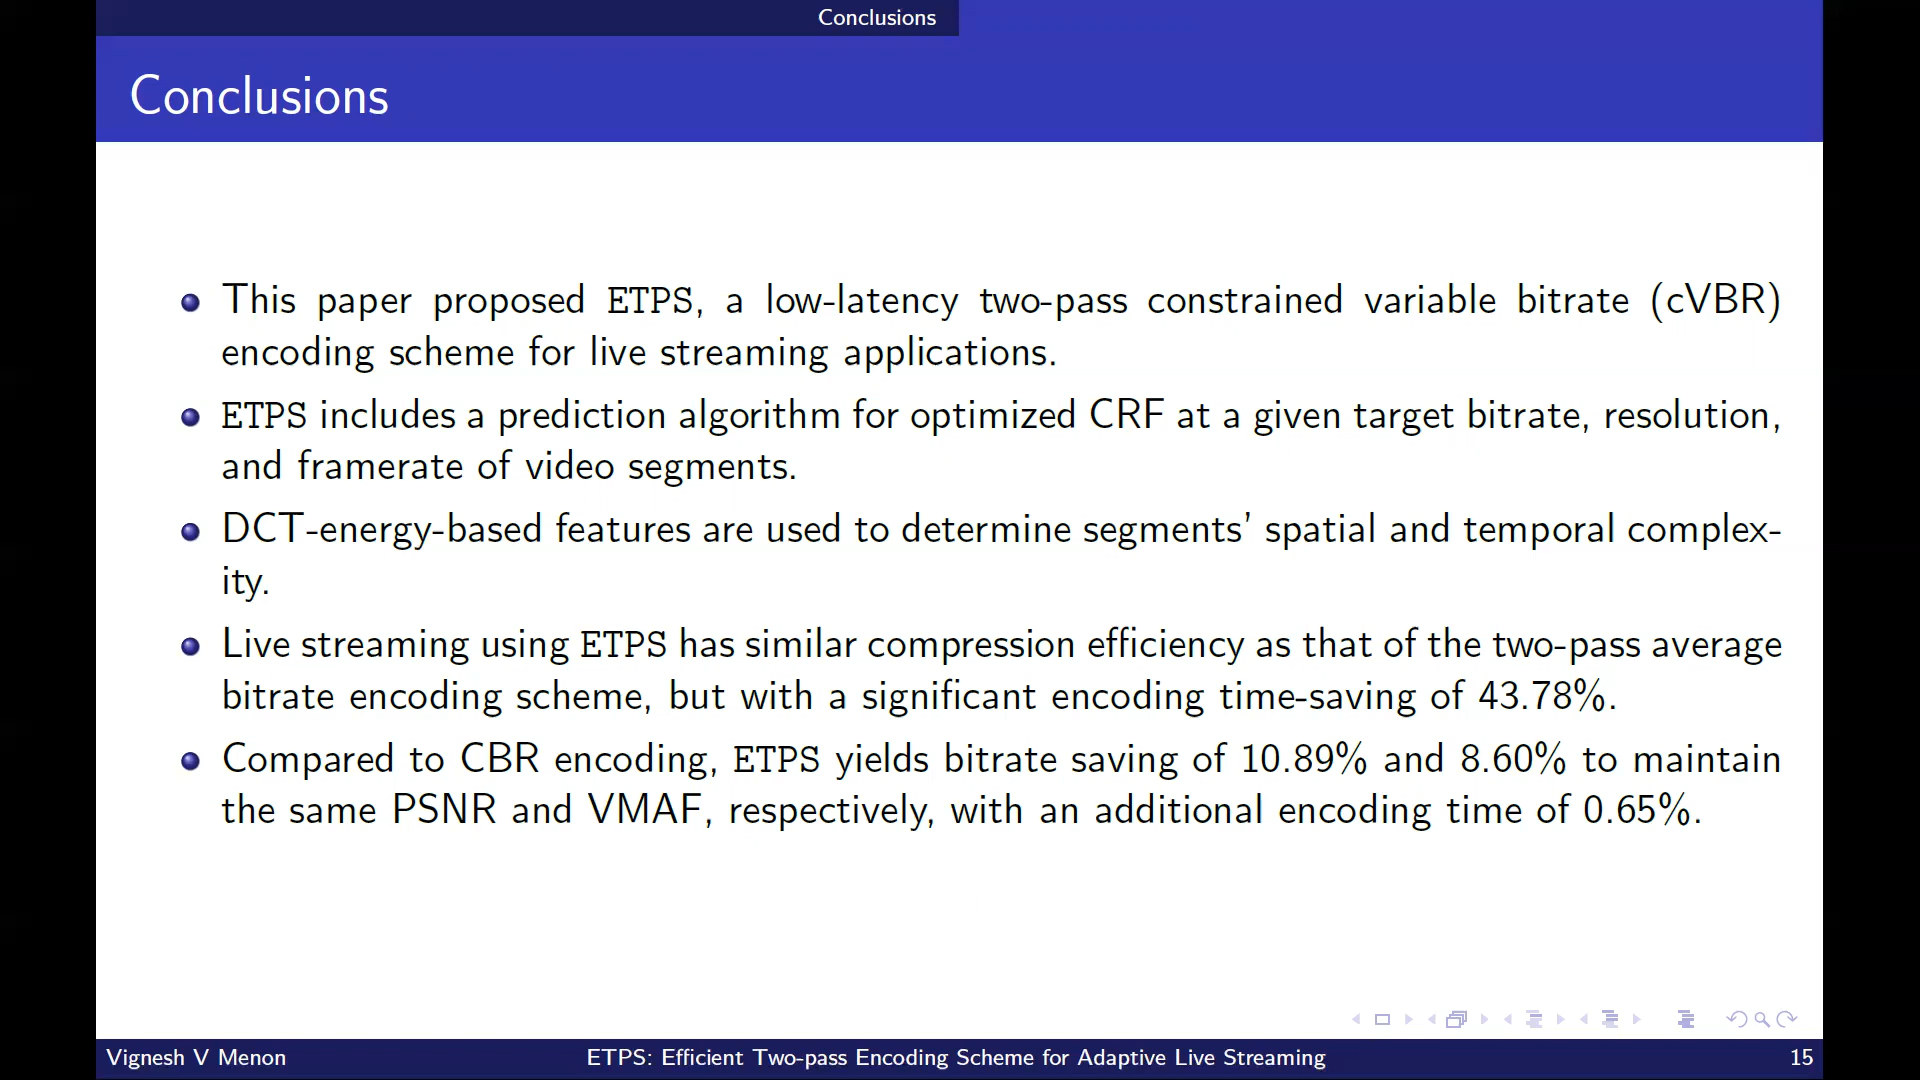 Conclusions
Conclusions
This paper proposed ETPS, a low-latency two-pass constrained variable bitrate (cVBR)
encoding scheme for live streaming applications.
ETPS includes a prediction algorithm for optimized CRF at a given target bitrate, resolution,
and framerate of video segments.
DCT-energy-based features are used to determine segments' spatial and temporal complex-
ity.
Live streaming using ETPS has similar compression efficiency as that of the two-pass average
bitrate encoding scheme, but with a significant encoding time-saving of 43.78%.
Compared to CBR encoding, ETPS yields bitrate saving of 10.89% and 8.60% to maintain
the same PSNR and VMAF, respectively, with an additional encoding time of 0.65%.
Vignesh V Menon ETPS: Efficient Two-pass Encoding Scheme for Adaptive Live Streaming 15